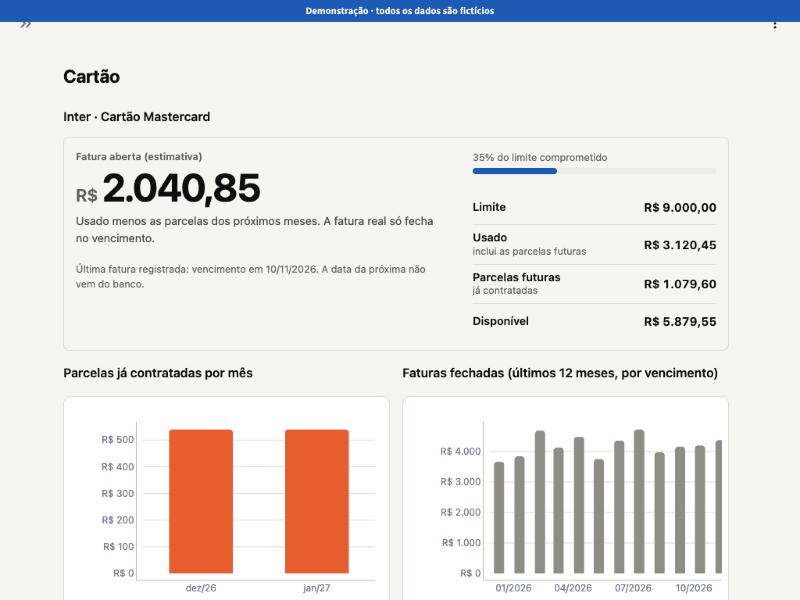 Demonstração · todos os dados são fictícios
Cartão
Inter · Cartão Mastercard
Fatura aberta (estimativa)
R$ 2.040,85
Usado menos as parcelas dos próximos meses. A fatura real só fecha
no vencimento.
Última fatura registrada: vencimento em 10/11/2026. A data da próxima não
vem do banco.
35% do limite comprometido
Limite R$ 9.000,00
Usado R$ 3.120,45
inclui as parcelas futuras
Parcelas futuras R$ 1.079,60
já contratadas
Disponível R$ 5.879,55
Parcelas já contratadas por mês
R$ 500
R$ 400
R$ 300
R$ 200
R$ 100
R$ 0
dez/26 jan/27
Faturas fechadas (últimos 12 meses, por vencimento)
R$ 4.000
R$ 3.000
R$ 2.000
R$ 1.000
R$ 0
01/2026 04/2026 07/2026 10/2026